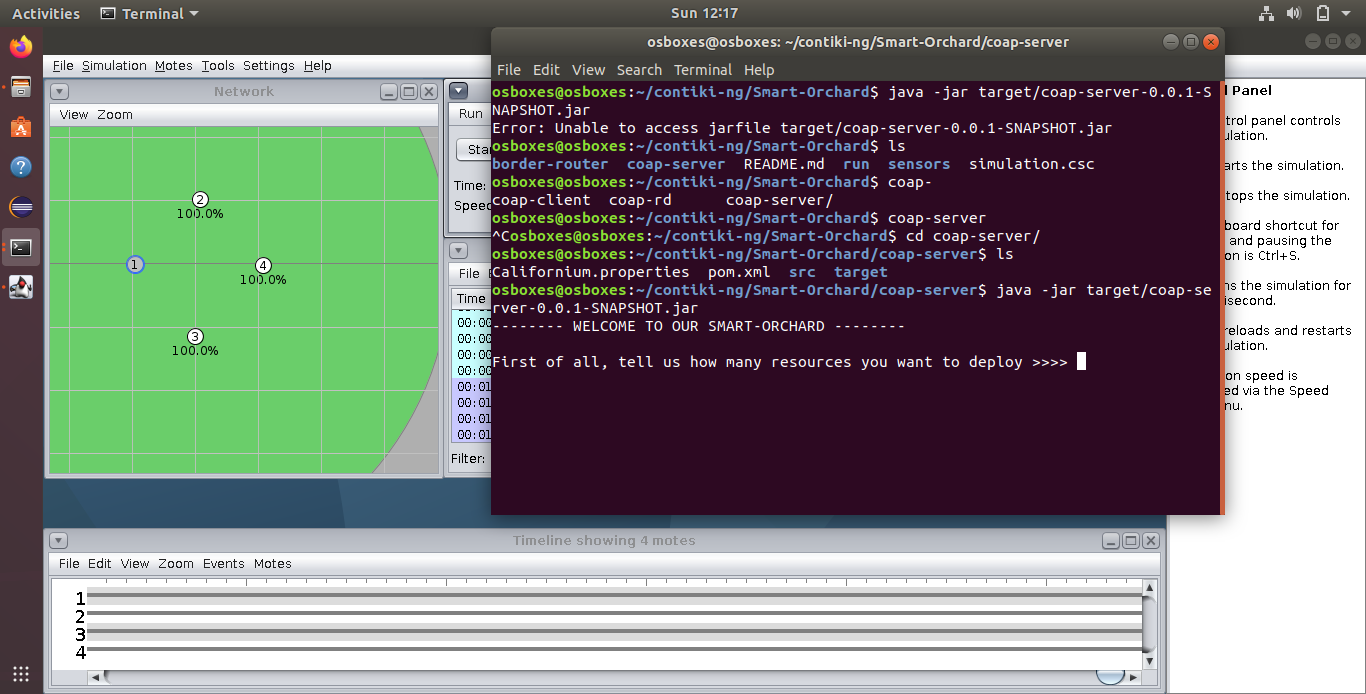 Activities Terminal Sun 12:17
osboxes@osboxes: ~/contiki-ng/Smart-Orchard/coap-server
File Edit View Search Terminal Help
osboxes@osboxes:~/contiki-ng/Smart-Orchard$ java -jar target/coap-server-0.0.1-S
NAPSHOT.jar
Error: Unable to access jarfile target/coap-server-0.0.1-SNAPSHOT.jar
osboxes@osboxes:~/contiki-ng/Smart-Orchard$ ls
border-router coap-server README.md run sensors simulation.csc
osboxes@osboxes:~/contiki-ng/Smart-Orchard$ coap-
coap-client coap-rd coap-server/
osboxes@osboxes:~/contiki-ng/Smart-Orchard$ coap-server
^Cosboxes@osboxes:~/contiki-ng/Smart-Orchard$ cd coap-server/
osboxes@osboxes:~/contiki-ng/Smart-Orchard/coap-server$ ls
Californium.properties pom.xml src target
osboxes@osboxes:~/contiki-ng/Smart-Orchard/coap-server$ java -jar target/coap-se
rver-0.0.1-SNAPSHOT.jar
-------- WELCOME TO OUR SMART-ORCHARD --------
First of all, tell us how many resources you want to deploy >>>>
File Simulation Motes Tools Settings Help
Network
View Zoom
2
100.0%
1
4
100.0%
3
100.0%
Run
Sta
Time:
Speed
File E
Time
00:00
00:00
00:00
00:00
00:01
00:01
00:01
00:01
Filter:
l Panel
trol panel controls
ulation.
arts the simulation.
tops the simulation.
board shortcut for
and pausing the
on is Ctrl+S.
ns the simulation for
isecond.
reloads and restarts
ulation.
on speed is
ed via the Speed
nu.
Timeline showing 4 motes
File Edit View Zoom Events Motes
1
2
3
4